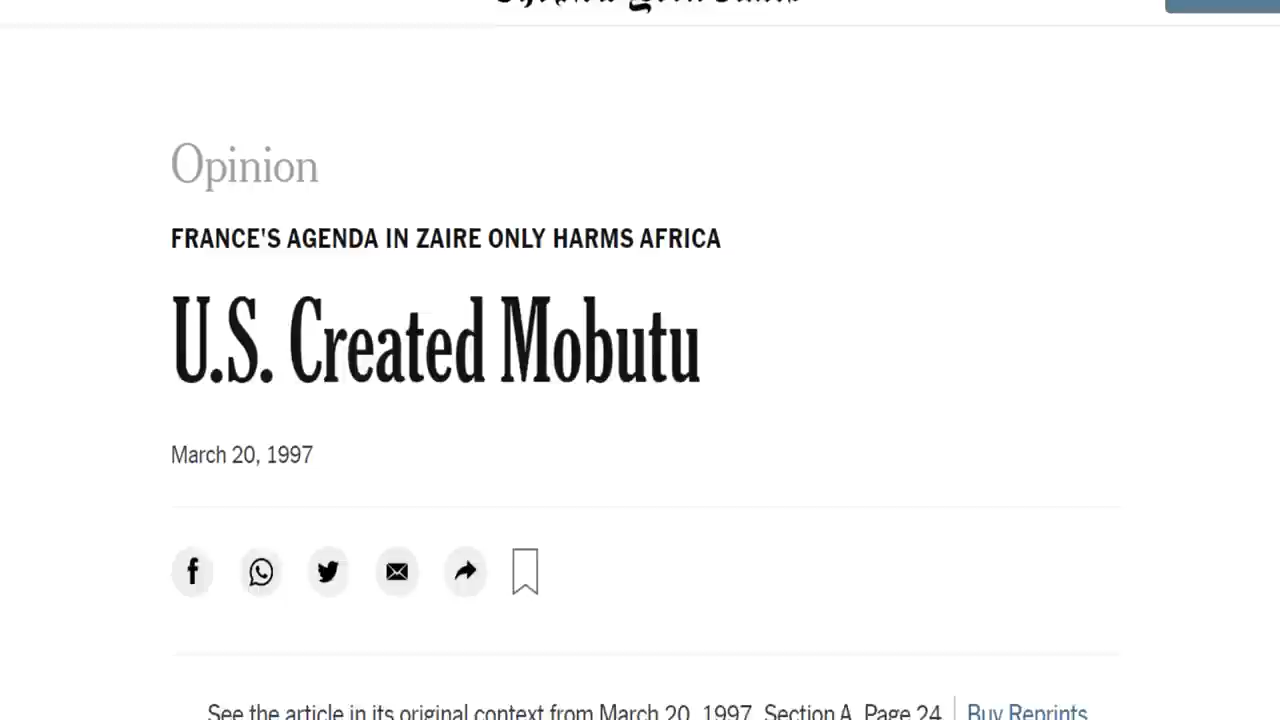 Opinion
FRANCE'S AGENDA IN ZAIRE ONLY HARMS AFRICA
U.S. Created Mobutu
March 20, 1997
See the article in its original context from March 20, 1997, Section A, Page 24 Buy Reprints